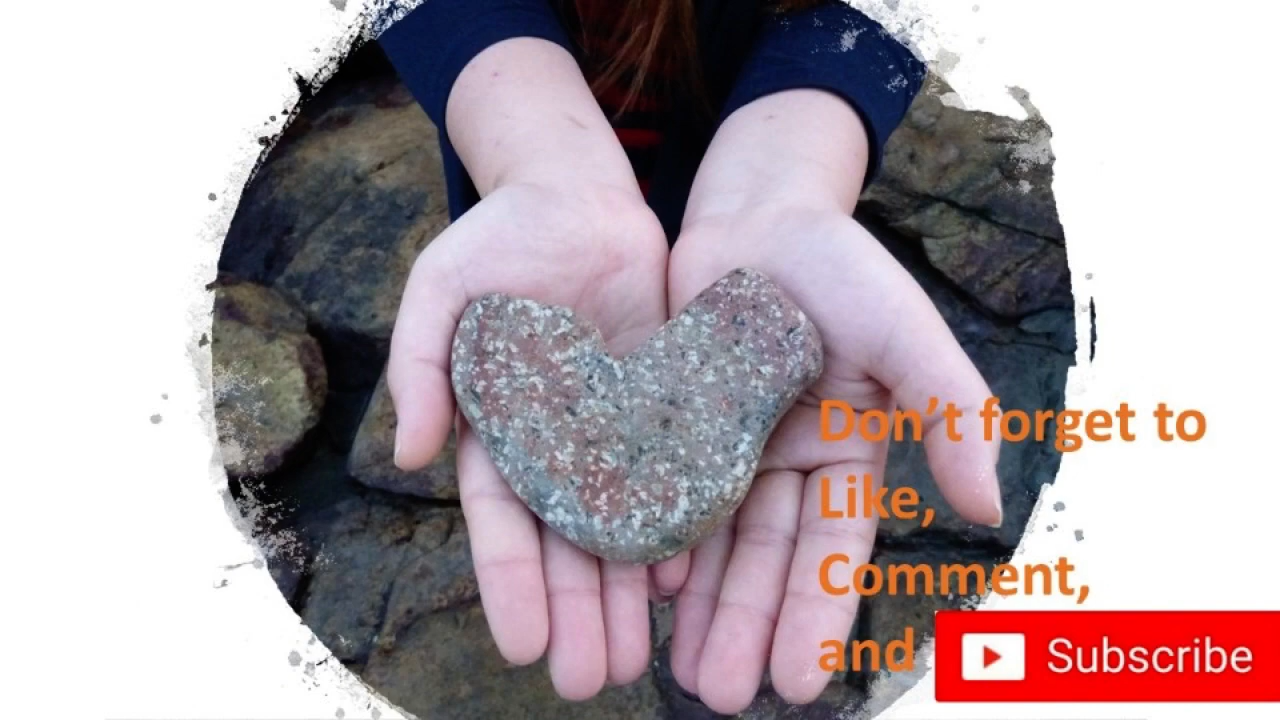 Don’t forget to
Like,
Comment,
and Subscribe